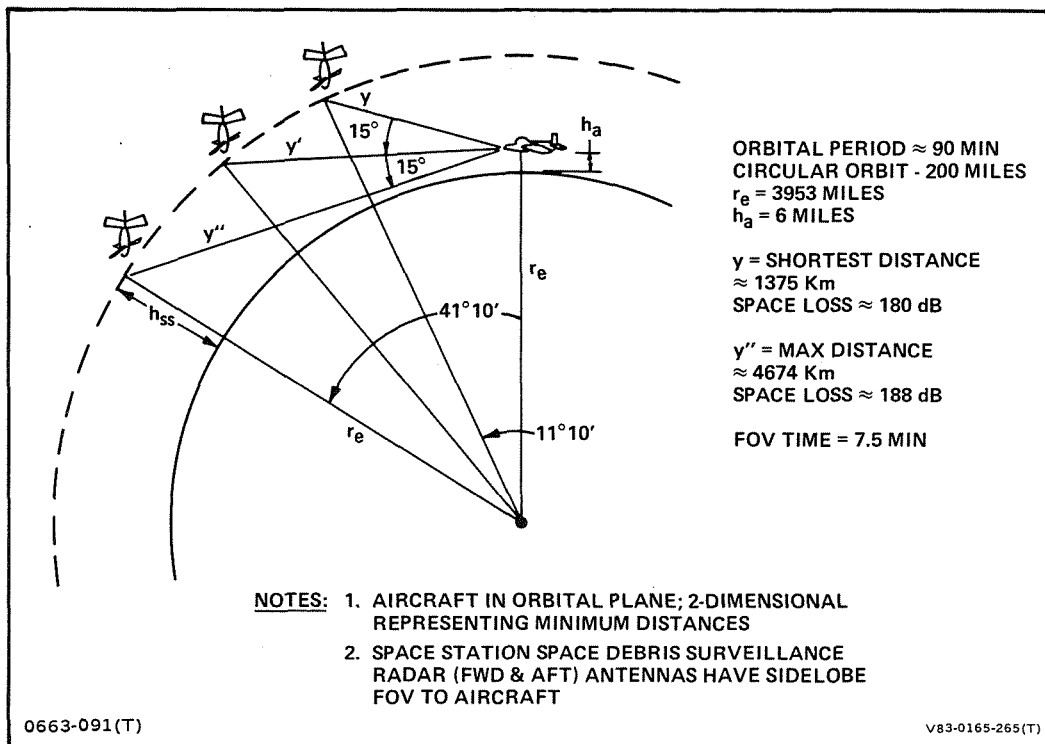 y
15°
h_a
y'
15°
y''
r_e
h_ss
41°10'
r_e
11°10'
ORBITAL PERIOD ≈ 90 MIN
CIRCULAR ORBIT - 200 MILES
r_e = 3953 MILES
h_a = 6 MILES
y = SHORTEST DISTANCE
≈ 1375 Km
SPACE LOSS ≈ 180 dB
y'' = MAX DISTANCE
≈ 4674 Km
SPACE LOSS ≈ 188 dB
FOV TIME = 7.5 MIN
NOTES: 1. AIRCRAFT IN ORBITAL PLANE; 2-DIMENSIONAL
REPRESENTING MINIMUM DISTANCES
2. SPACE STATION SPACE DEBRIS SURVEILLANCE
RADAR (FWD & AFT) ANTENNAS HAVE SIDELOBE
FOV TO AIRCRAFT
0663-091(T)
V83-0165-265(T)